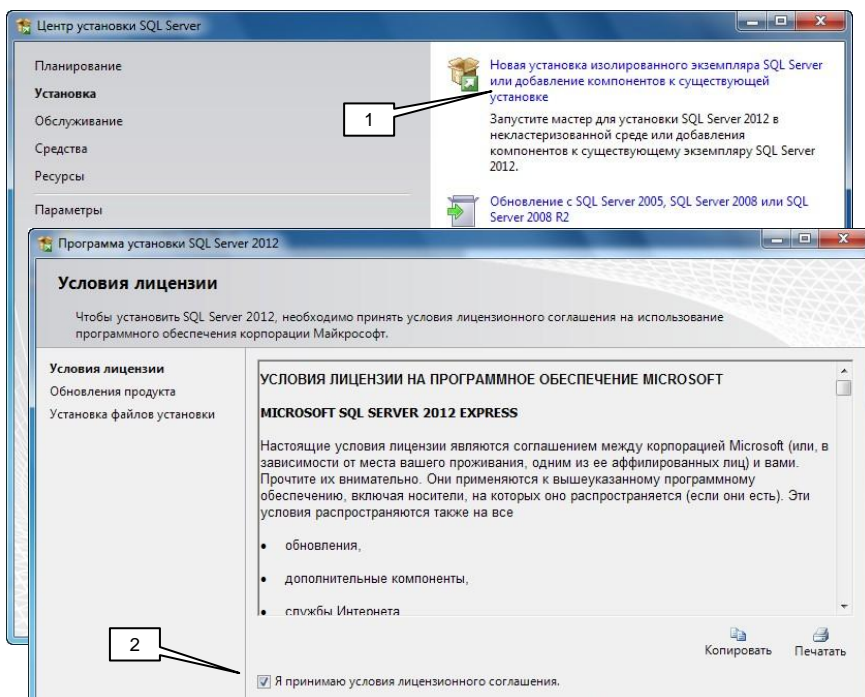 Центр установки SQL Server
Планирование
Установка
Обслуживание
Средства
Ресурсы
Параметры
1
Новая установка изолированного экземпляра SQL Server
или добавление компонентов к существующей
установке
Запустите мастер для установки SQL Server 2012 в
некластеризованной среде или добавления
компонентов к существующему экземпляру SQL Server
2012.
Обновление с SQL Server 2005, SQL Server 2008 или SQL
Server 2008 R2
Программа установки SQL Server 2012
Условия лицензии
Чтобы установить SQL Server 2012, необходимо принять условия лицензионного соглашения на использование
программного обеспечения корпорации Майкрософт.
Условия лицензии
Обновления продукта
Установка файлов установки
УСЛОВИЯ ЛИЦЕНЗИИ НА ПРОГРАММНОЕ ОБЕСПЕЧЕНИЕ MICROSOFT
MICROSOFT SQL SERVER 2012 EXPRESS
Настоящие условия лицензии являются соглашением между корпорацией Microsoft (или, в
зависимости от места вашего проживания, одним из ее аффилированных лиц) и вами.
Прочтите их внимательно. Они применяются к вышеуказанному программному
обеспечению, включая носители, на которых оно распространяется (если они есть). Эти
условия распространяются также на все
• обновления,
• дополнительные компоненты,
• службы Интернета
Копировать Печатать
2
Я принимаю условия лицензионного соглашения.